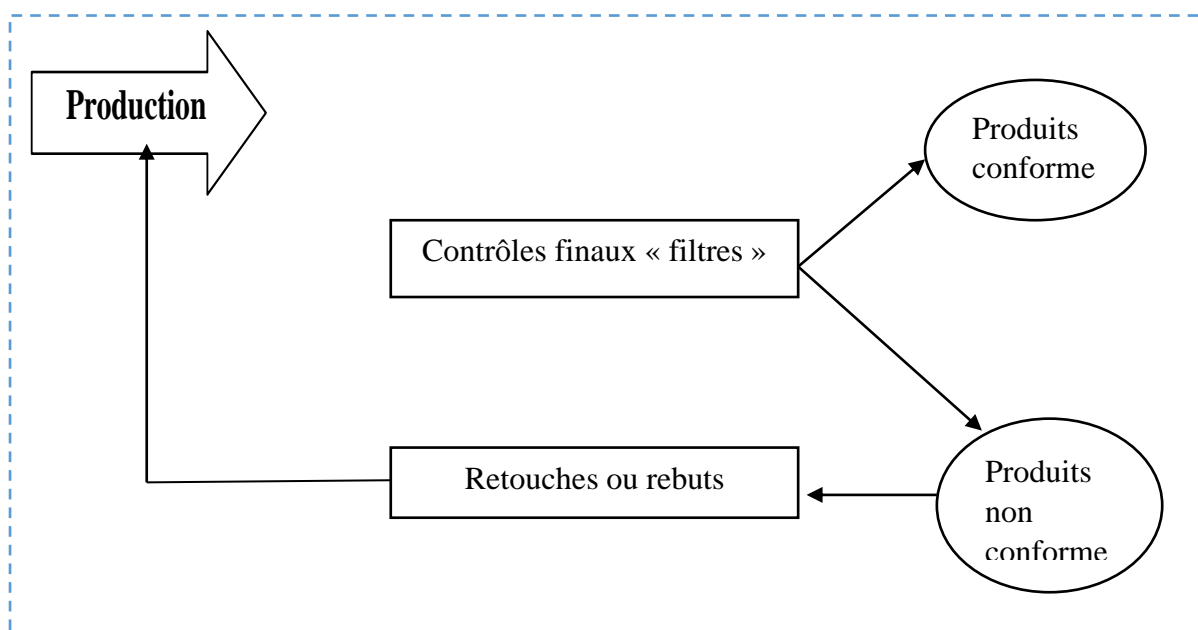 Production
Produits
conforme
Contrôles finaux « filtres »
Retouches ou rebuts
Produits
non
conforme